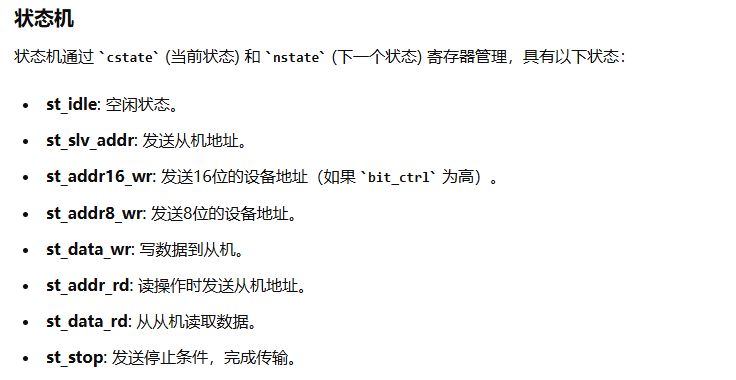 状态机
状态机通过 `cstate` (当前状态) 和 `nstate` (下一个状态) 寄存器管理，具有以下状态：
• st_idle: 空闲状态。
• st_slv_addr: 发送从机地址。
• st_addr16_wr: 发送16位的设备地址（如果 `bit_ctrl` 为高）。
• st_addr8_wr: 发送8位的设备地址。
• st_data_wr: 写数据到从机。
• st_addr_rd: 读操作时发送从机地址。
• st_data_rd: 从从机读取数据。
• st_stop: 发送停止条件，完成传输。